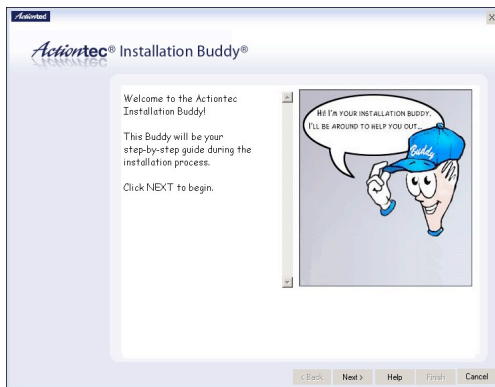 Actiontec
X
Actiontec® Installation Buddy®
Welcome to the Actiontec
Installation Buddy!
This Buddy will be your
step-by-step guide during the
installation process.
Click NEXT to begin.
HI! I'M YOUR INSTALLATION BUDDY,
I'LL BE AROUND TO HELP YOU OUT...
Buddy
< Back
Next >
Help
Finish
Cancel